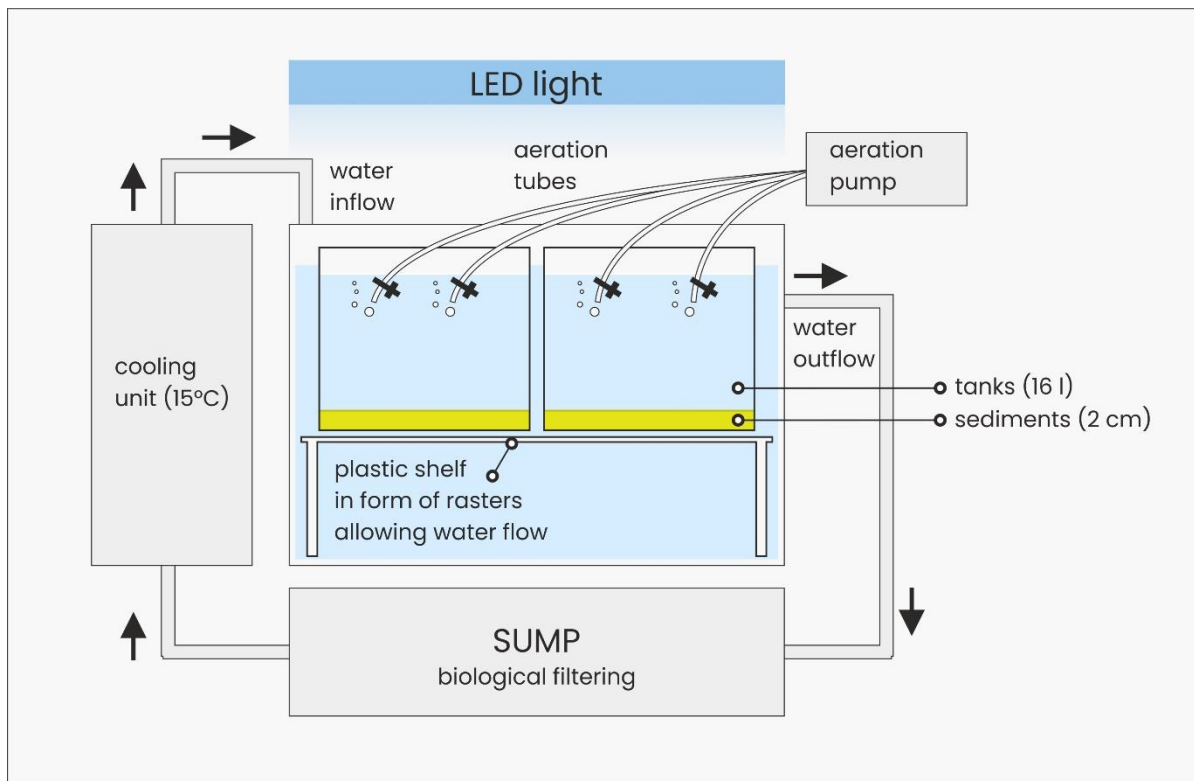 LED light
aeration
tubes
aeration
pump
water
inflow
cooling
unit (15°C)
water
outflow
tanks (16 l)
sediments (2 cm)
plastic shelf
in form of rasters
allowing water flow
SUMP
biological filtering